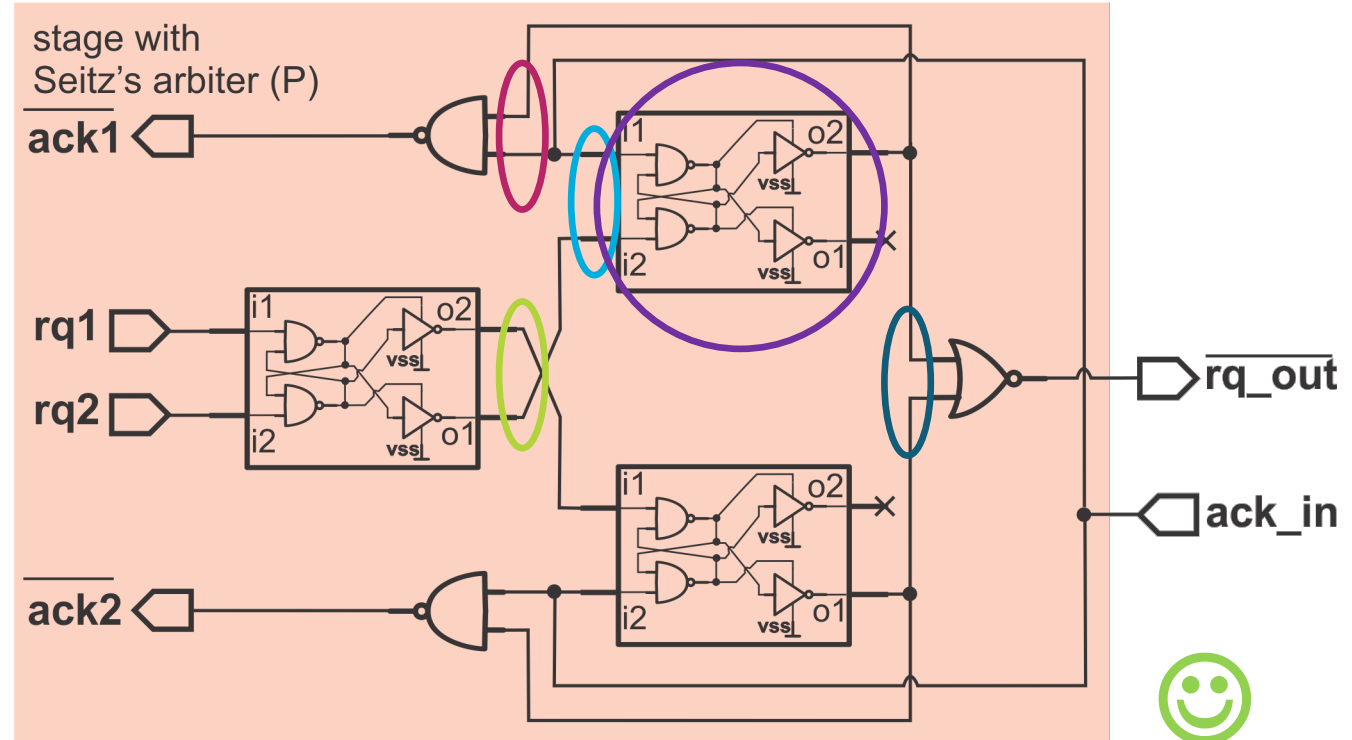 stage with
Seitz's arbiter (P)
ack1
i1
o2
vss
vss
o1
i2
rq1
rq2
i1
o2
vss
vss
o1
i2
rq_out
ack_in
i1
o2
vss
vss
o1
i2
ack2